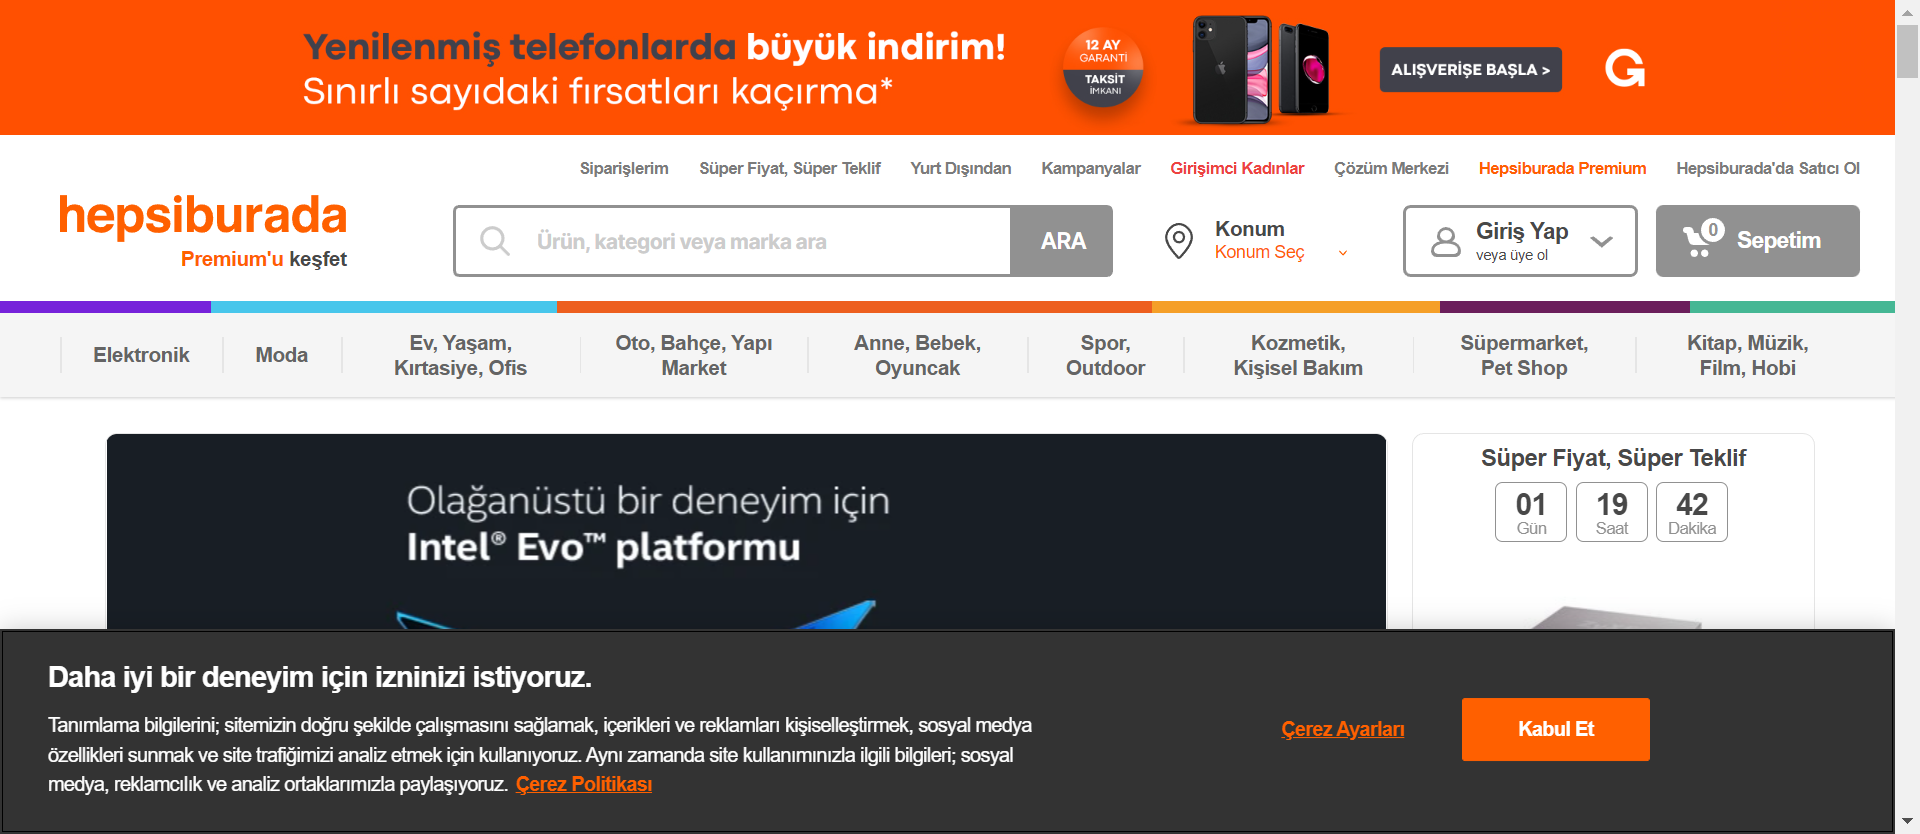 Yenilenmiş telefonlarda büyük indirim!
Sınırlı sayıdaki fırsatları kaçırma*
12 AY
GARANTİ
TAKSİT
İMKANI
ALIŞVERİŞE BAŞLA >
G
Siparişlerim Süper Fiyat, Süper Teklif Yurt Dışından Kampanyalar Girişimci Kadınlar Çözüm Merkezi Hepsiburada Premium Hepsiburada'da Satıcı Ol
hepsiburada
Premium'u keşfet
Ürün, kategori veya marka ara
ARA
Konum
Konum Seç
Giriş Yap
veya üye ol
0
Sepetim
Elektronik
Moda
Ev, Yaşam,
Kırtasiye, Ofis
Oto, Bahçe, Yapı
Market
Anne, Bebek,
Oyuncak
Spor,
Outdoor
Kozmetik,
Kişisel Bakım
Süpermarket,
Pet Shop
Kitap, Müzik,
Film, Hobi
Olağanüstü bir deneyim için
Intel® Evo™ platformu
Süper Fiyat, Süper Teklif
01 19 42
Gün Saat Dakika
Daha iyi bir deneyim için izninizi istiyoruz.
Tanımlama bilgilerini; sitemizin doğru şekilde çalışmasını sağlamak, içerikleri ve reklamları kişiselleştirmek, sosyal medya
özellikleri sunmak ve site trafiğimizi analiz etmek için kullanıyoruz. Aynı zamanda site kullanımınızla ilgili bilgileri; sosyal
medya, reklamcılık ve analiz ortaklarımızla paylaşıyoruz. Çerez Politikası
Çerez Ayarları
Kabul Et